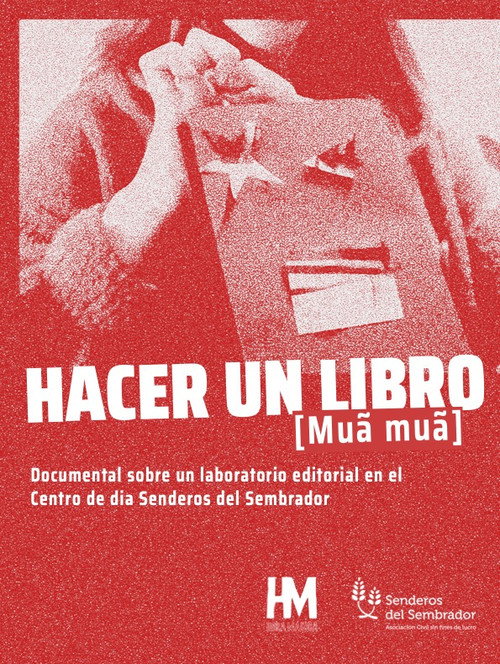 HACER UN LIBRO
[Muã muã]
Documental sobre un laboratorio editorial en el
Centro de dia Senderos del Sembrador
HM
Senderos
del Sembrador
Asociación Civil sin fines de lucro